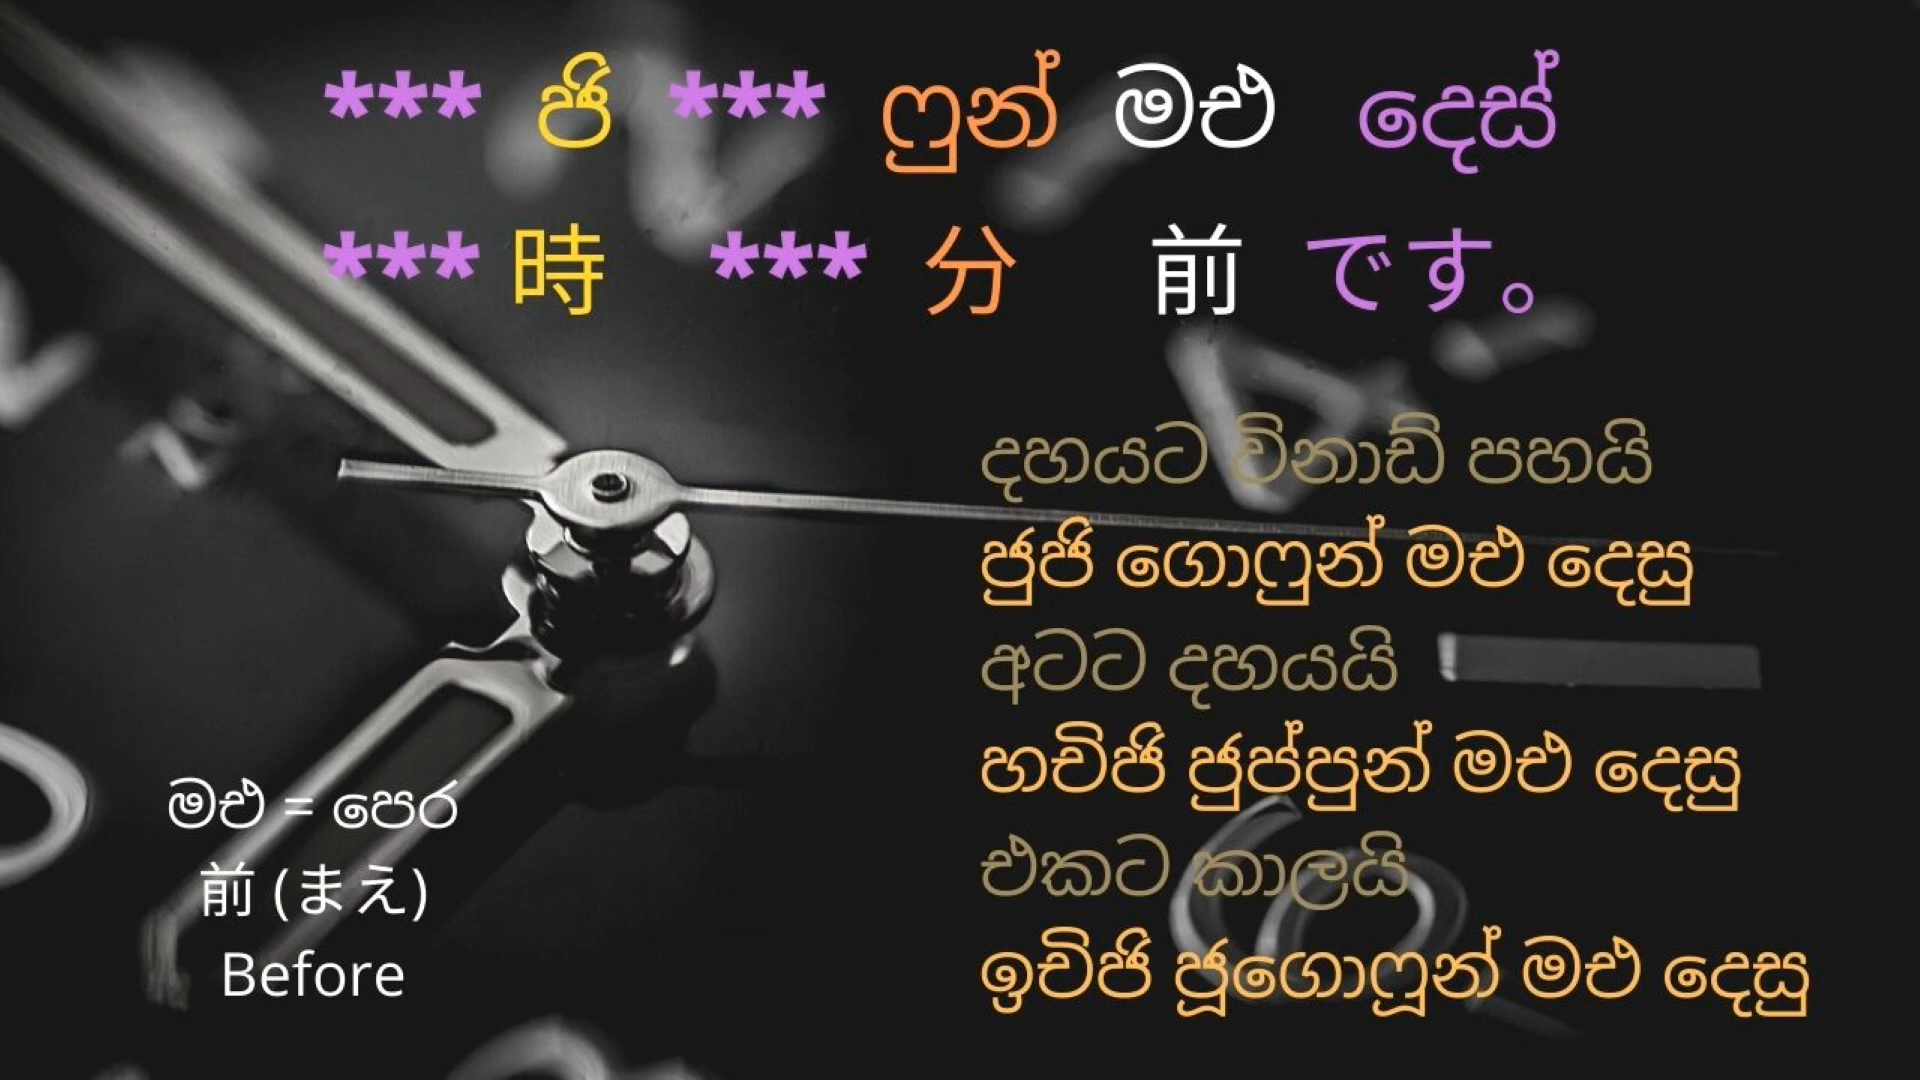 *** ජි *** ෆුන් මඑ දෙස්
*** 時 *** 分 前 です。
දහයට විනාඩි පහයි
ජුජි ගොෆුන් මඑ දෙසු
අටට දහයයි
හචිජි ජුප්පුන් මඑ දෙසු
එකට කාලයි
ඉචිජි ජූගොෆූන් මඑ දෙසු
මඑ = පෙර
前 (まえ)
Before